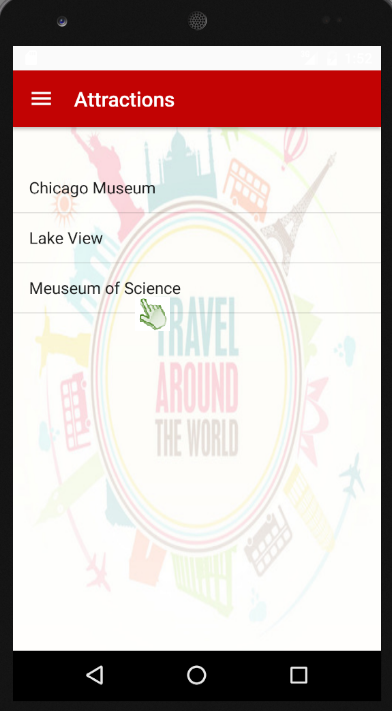 Attractions
Chicago Museum
Lake View
Meuseum of Science
TRAVEL
AROUND
THE WORLD